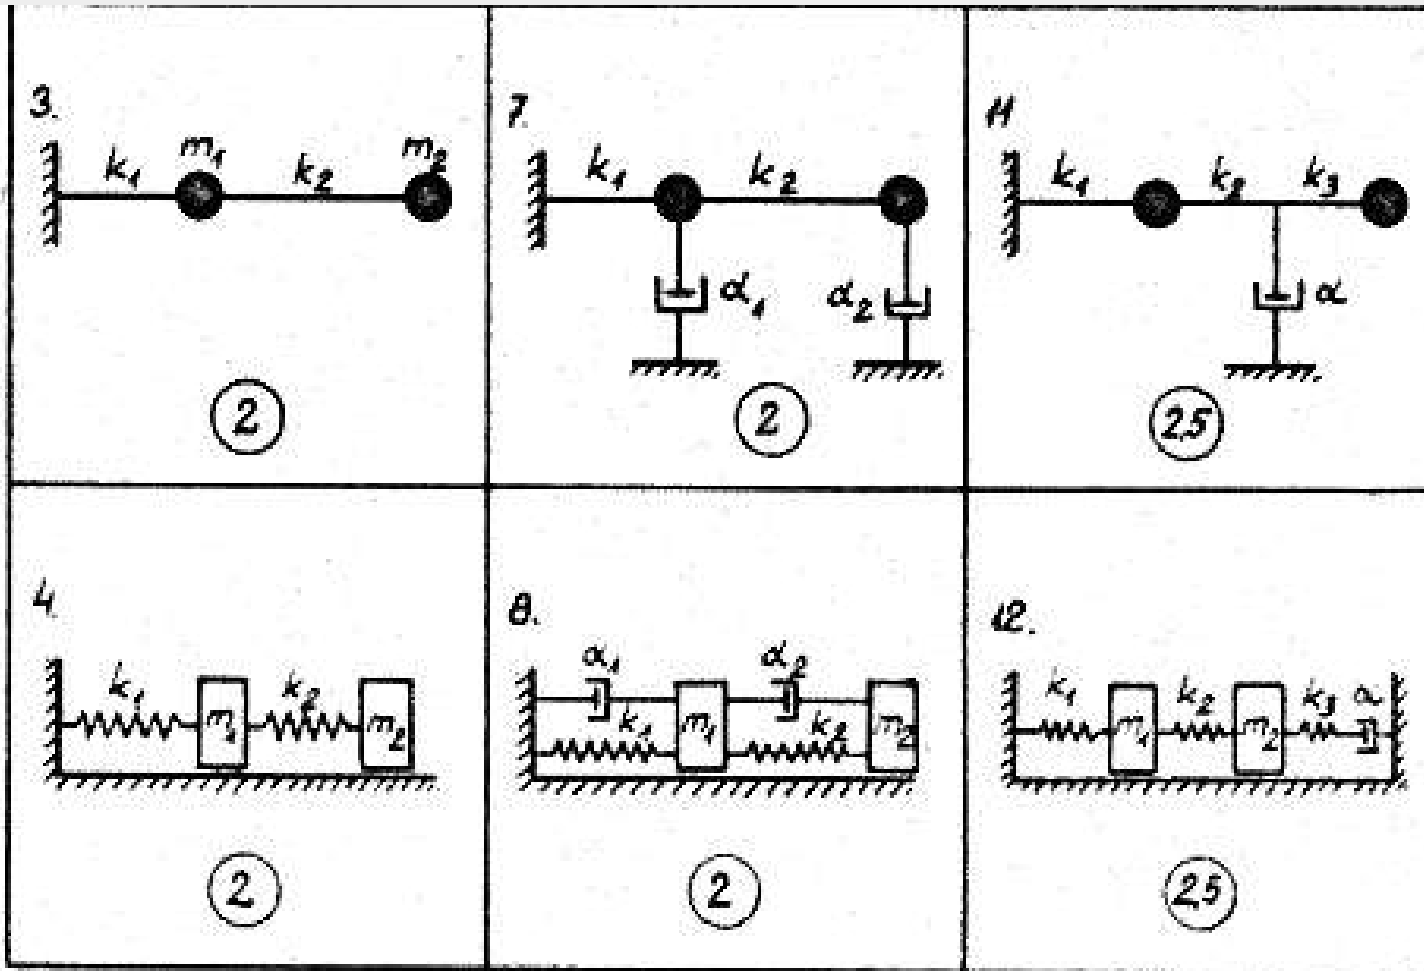 3.
k₁ m₁ k₂ m₂
2
7.
k₁ k₂
α₁ α₂
2
11
k₁ k₂ k₃
α
2,5
4.
k₁ m₁ k₂ m₂
2
8.
α₁ α₂
k₁ m₁ k₂ m₂
2
12.
k₁ m₁ k₂ m₂ k₃ α
2,5